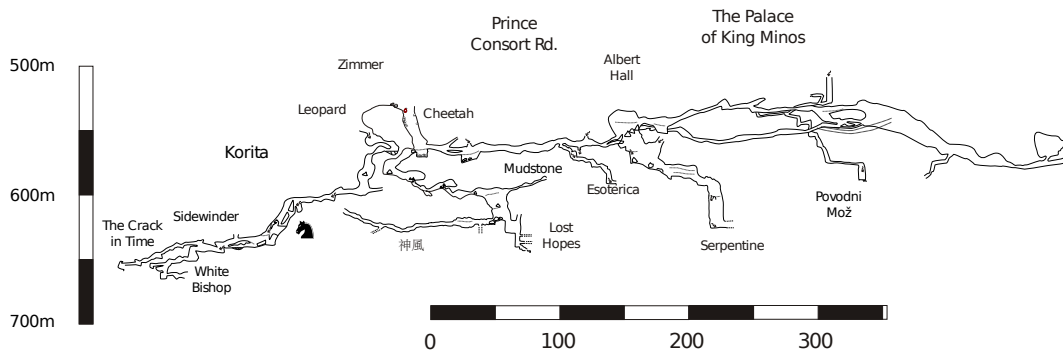 The Palace
of King Minos
Prince
Consort Rd.
500m
Zimmer
Albert
Hall
Leopard
Cheetah
Korita
Mudstone
Esoterica
600m
Povodni
Mož
Sidewinder
The Crack
in Time
神風
Lost
Hopes
Serpentine
White
Bishop
700m
0
100
200
300